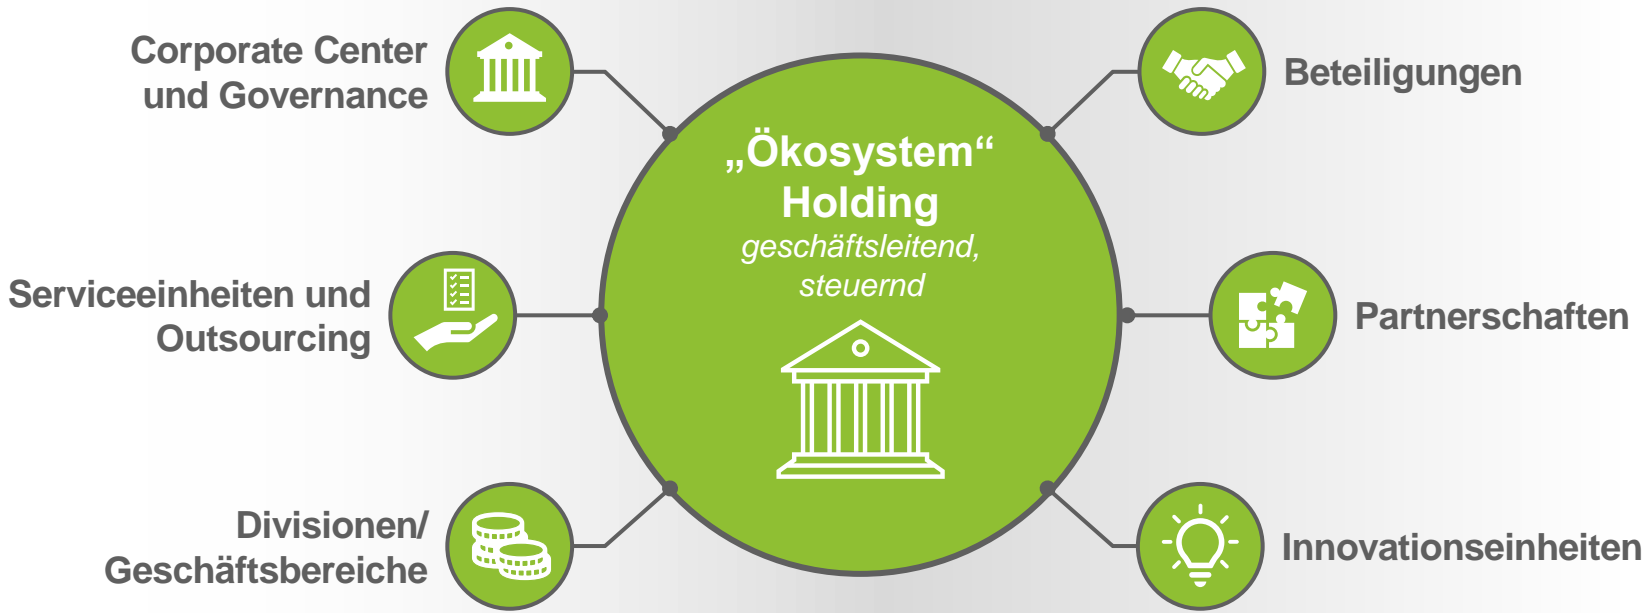 Corporate Center
und Governance
Serviceeinheiten und
Outsourcing
Divisionen/
Geschäftsbereiche
„Ökosystem“
Holding
geschäftsleitend,
steuernd
Beteiligungen
Partnerschaften
Innovationseinheiten